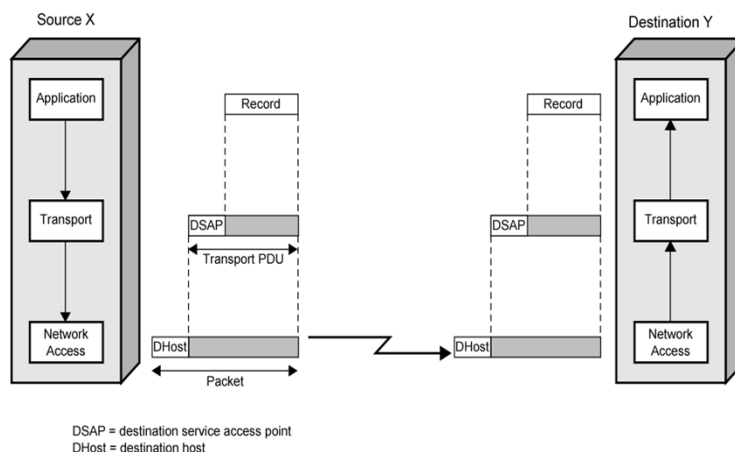 Source X
Destination Y
Application
Record
Record
Application
Transport
DSAP
DSAP
Transport
Transport PDU
Network
Access
DHost
DHost
Network
Access
Packet
DSAP = destination service access point
DHost = destination host